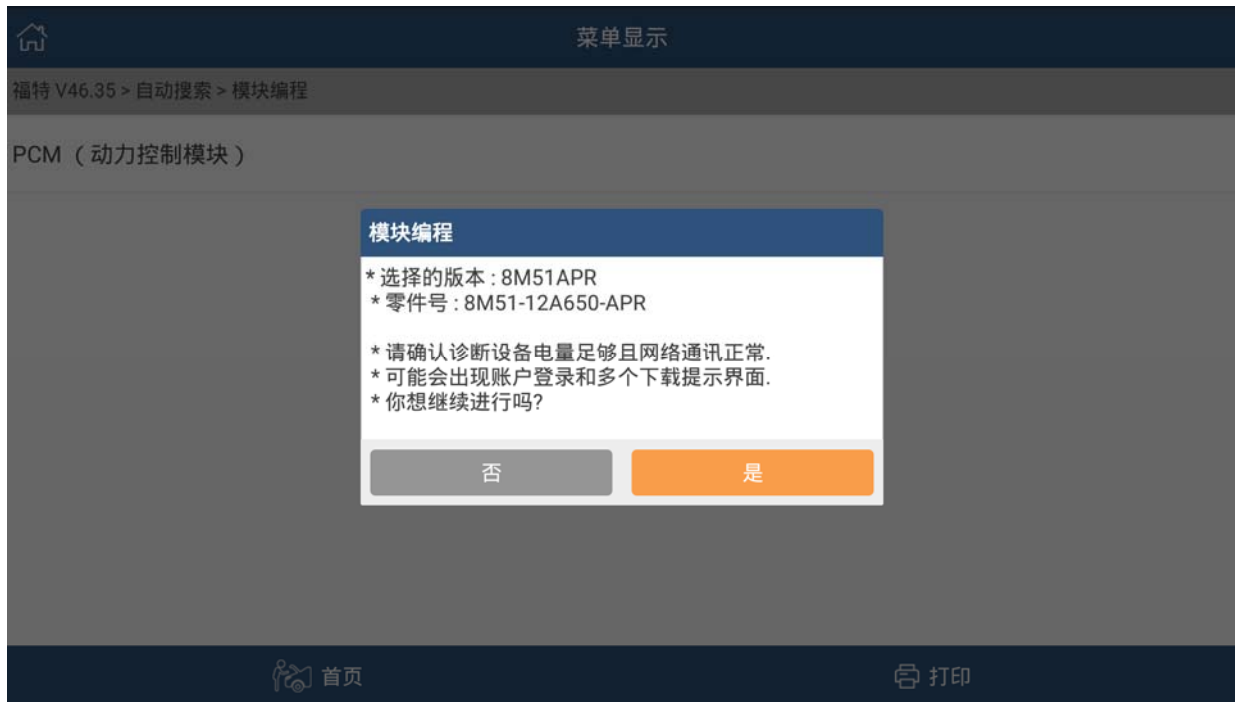 菜单显示
福特 V46.35 > 自动搜索 > 模块编程
PCM （动力控制模块）
模块编程
* 选择的版本 : 8M51APR
* 零件号 : 8M51-12A650-APR
* 请确认诊断设备电量足够且网络通讯正常.
* 可能会出现账户登录和多个下载提示界面.
* 你想继续进行吗?
否
是
首页
打印